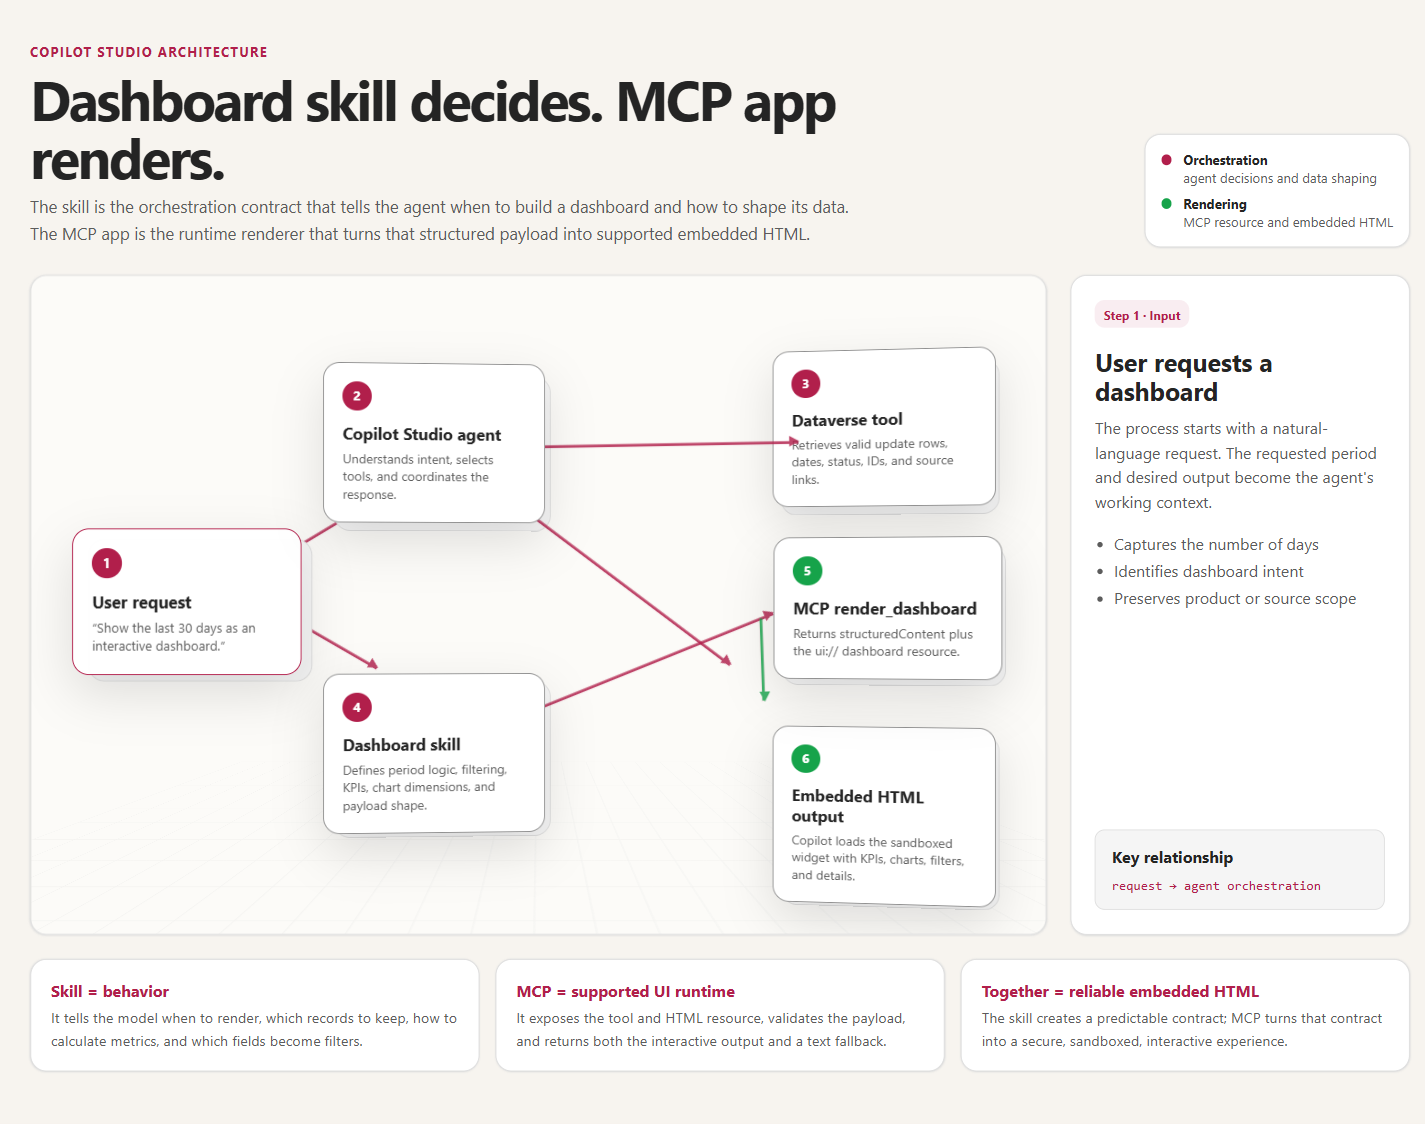 COPILOT STUDIO ARCHITECTURE
Dashboard skill decides. MCP app
renders.
The skill is the orchestration contract that tells the agent when to build a dashboard and how to shape its data.
The MCP app is the runtime renderer that turns that structured payload into supported embedded HTML.
Orchestration
agent decisions and data shaping
Rendering
MCP resource and embedded HTML
1
User request
“Show the last 30 days as an
interactive dashboard.”
2
Copilot Studio agent
Understands intent, selects
tools, and coordinates the
response.
3
Dataverse tool
Retrieves valid update rows,
dates, status, IDs, and source
links.
4
Dashboard skill
Defines period logic, filtering,
KPIs, chart dimensions, and
payload shape.
5
MCP render_dashboard
Returns structuredContent plus
the ui:// dashboard resource.
6
Embedded HTML
output
Copilot loads the sandboxed
widget with KPIs, charts, filters,
and details.
Step 1 · Input
User requests a
dashboard
The process starts with a natural-
language request. The requested period
and desired output become the agent's
working context.
• Captures the number of days
• Identifies dashboard intent
• Preserves product or source scope
Key relationship
request → agent orchestration
Skill = behavior
It tells the model when to render, which records to keep, how to
calculate metrics, and which fields become filters.
MCP = supported UI runtime
It exposes the tool and HTML resource, validates the payload,
and returns both the interactive output and a text fallback.
Together = reliable embedded HTML
The skill creates a predictable contract; MCP turns that contract
into a secure, sandboxed, interactive experience.